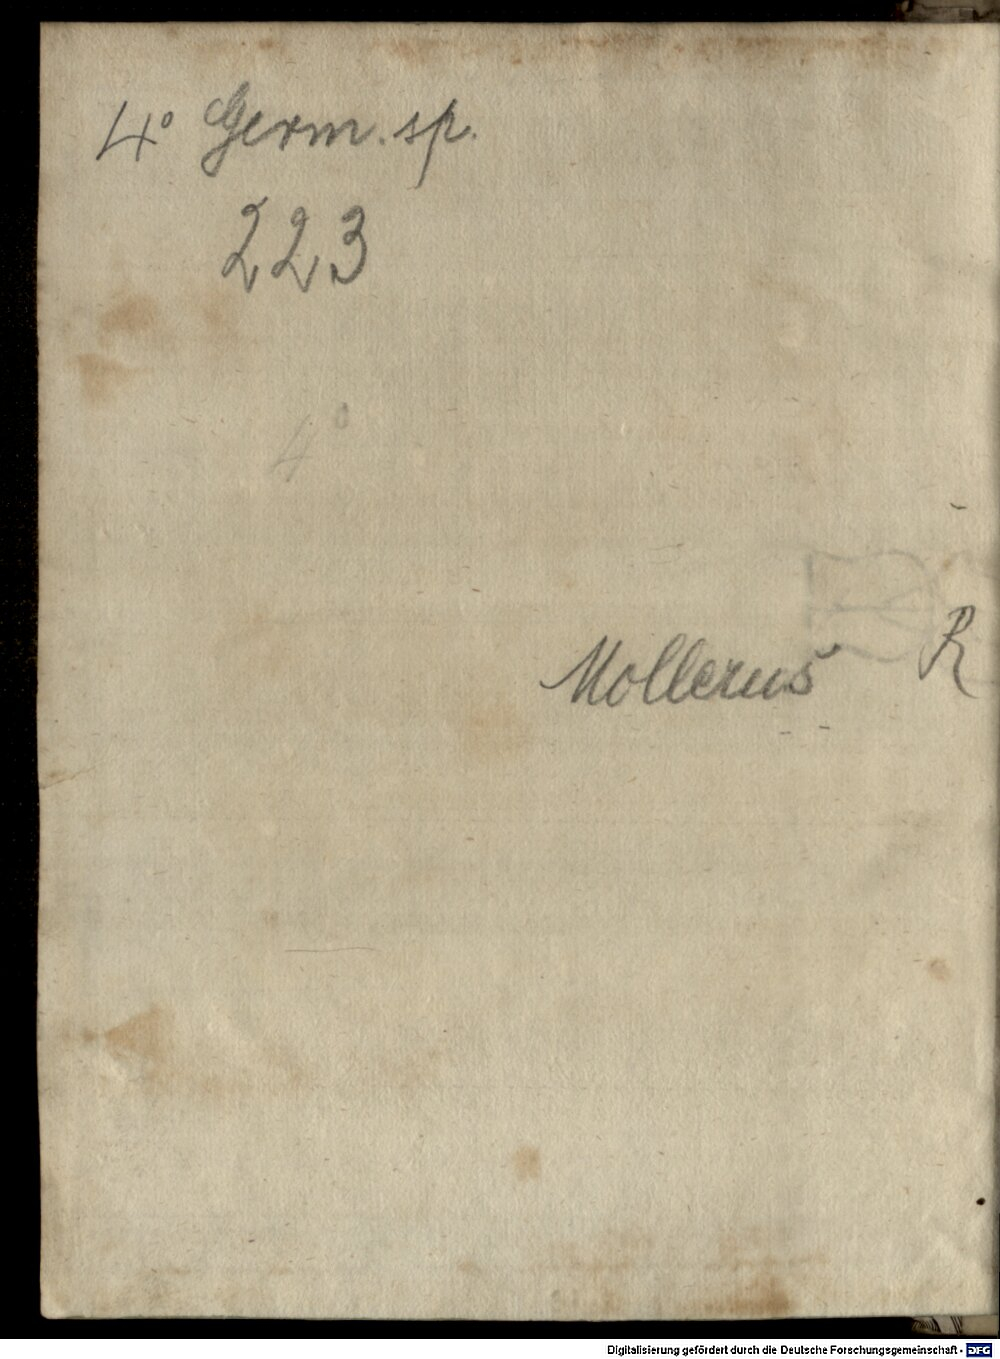 4° Germ. sp.
223
4°
Mollerus R
Digitalisierung gefördert durch die Deutsche Forschungsgemeinschaft - DFG